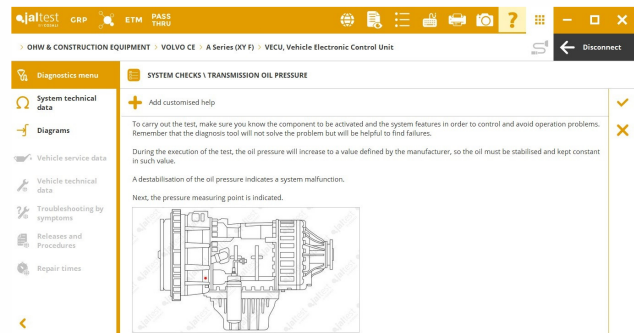 jaltest
BY COJALI
GRP
ETM
PASS
THRU
?
> OHW & CONSTRUCTION EQUIPMENT > VOLVO CE > A Series (XY F) > VECU, Vehicle Electronic Control Unit
Disconnect
Diagnostics menu
SYSTEM CHECKS \ TRANSMISSION OIL PRESSURE
System technical
data
Add customised help
Diagrams
Vehicle service data
Vehicle technical
data
Troubleshooting by
symptoms
Releases and
Procedures
Repair times
To carry out the test, make sure you know the component to be activated and the system features in order to control and avoid operation problems.
Remember that the diagnosis tool will not solve the problem but will be helpful to find failures.
During the execution of the test, the oil pressure will increase to a value defined by the manufacturer, so the oil must be stabilised and kept constant
in such value.
A destabilisation of the oil pressure indicates a system malfunction.
Next, the pressure measuring point is indicated.